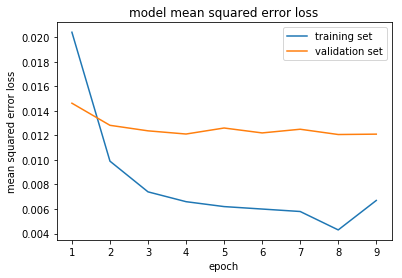 model mean squared error loss
training set
validation set
mean squared error loss
0.020
0.018
0.016
0.014
0.012
0.010
0.008
0.006
0.004
1 2 3 4 5 6 7 8 9
epoch